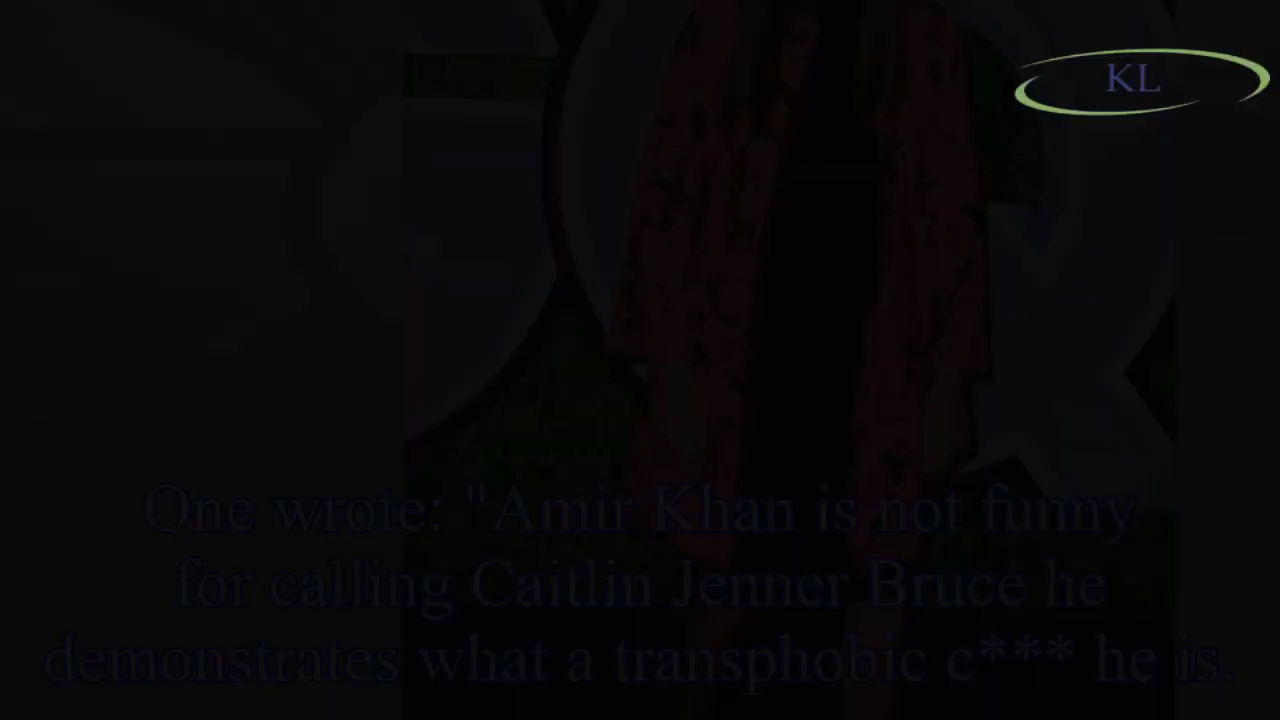 KL
One wrote: "Amir Khan is not funny
for calling Caitlin Jenner Bruce he
demonstrates what a transphobic c*** he is.